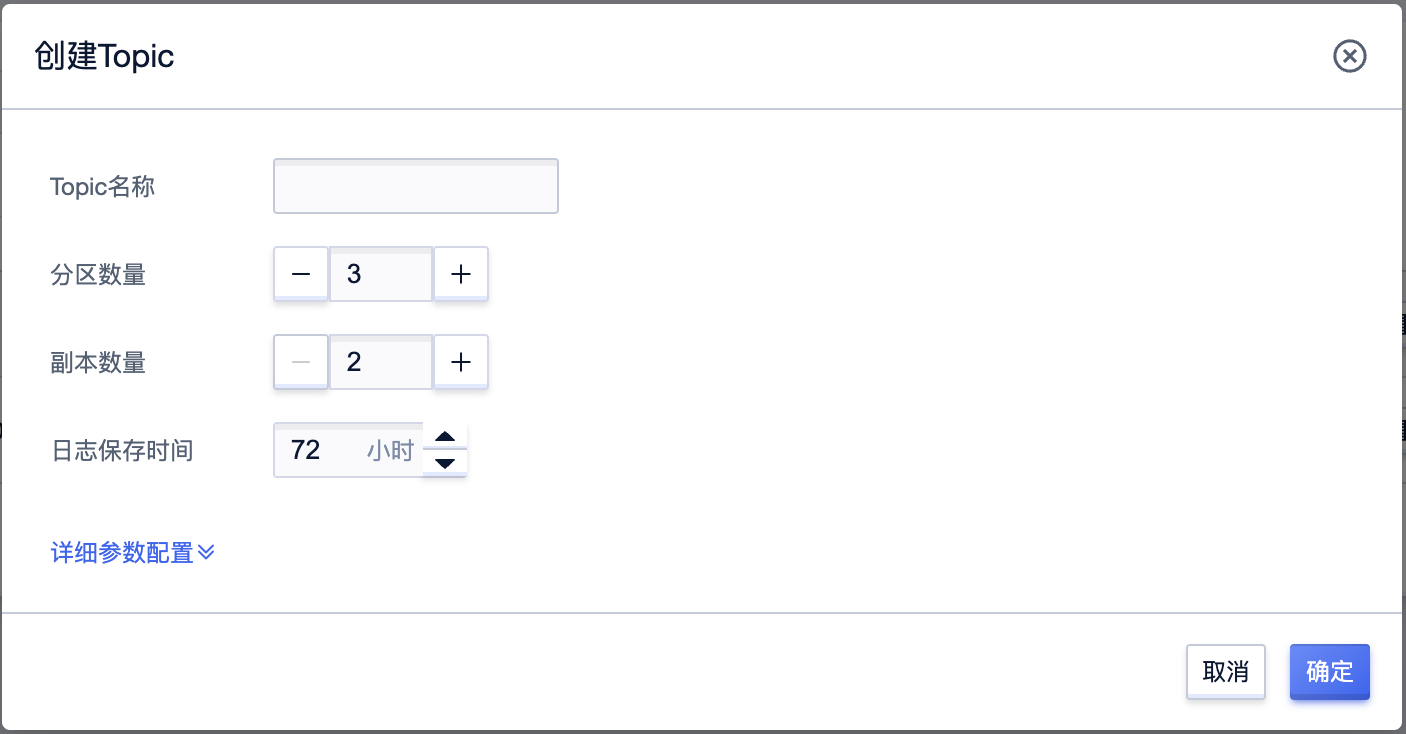 创建Topic
Topic名称
分区数量 3
副本数量 2
日志保存时间 72 小时
详细参数配置
取消 确定